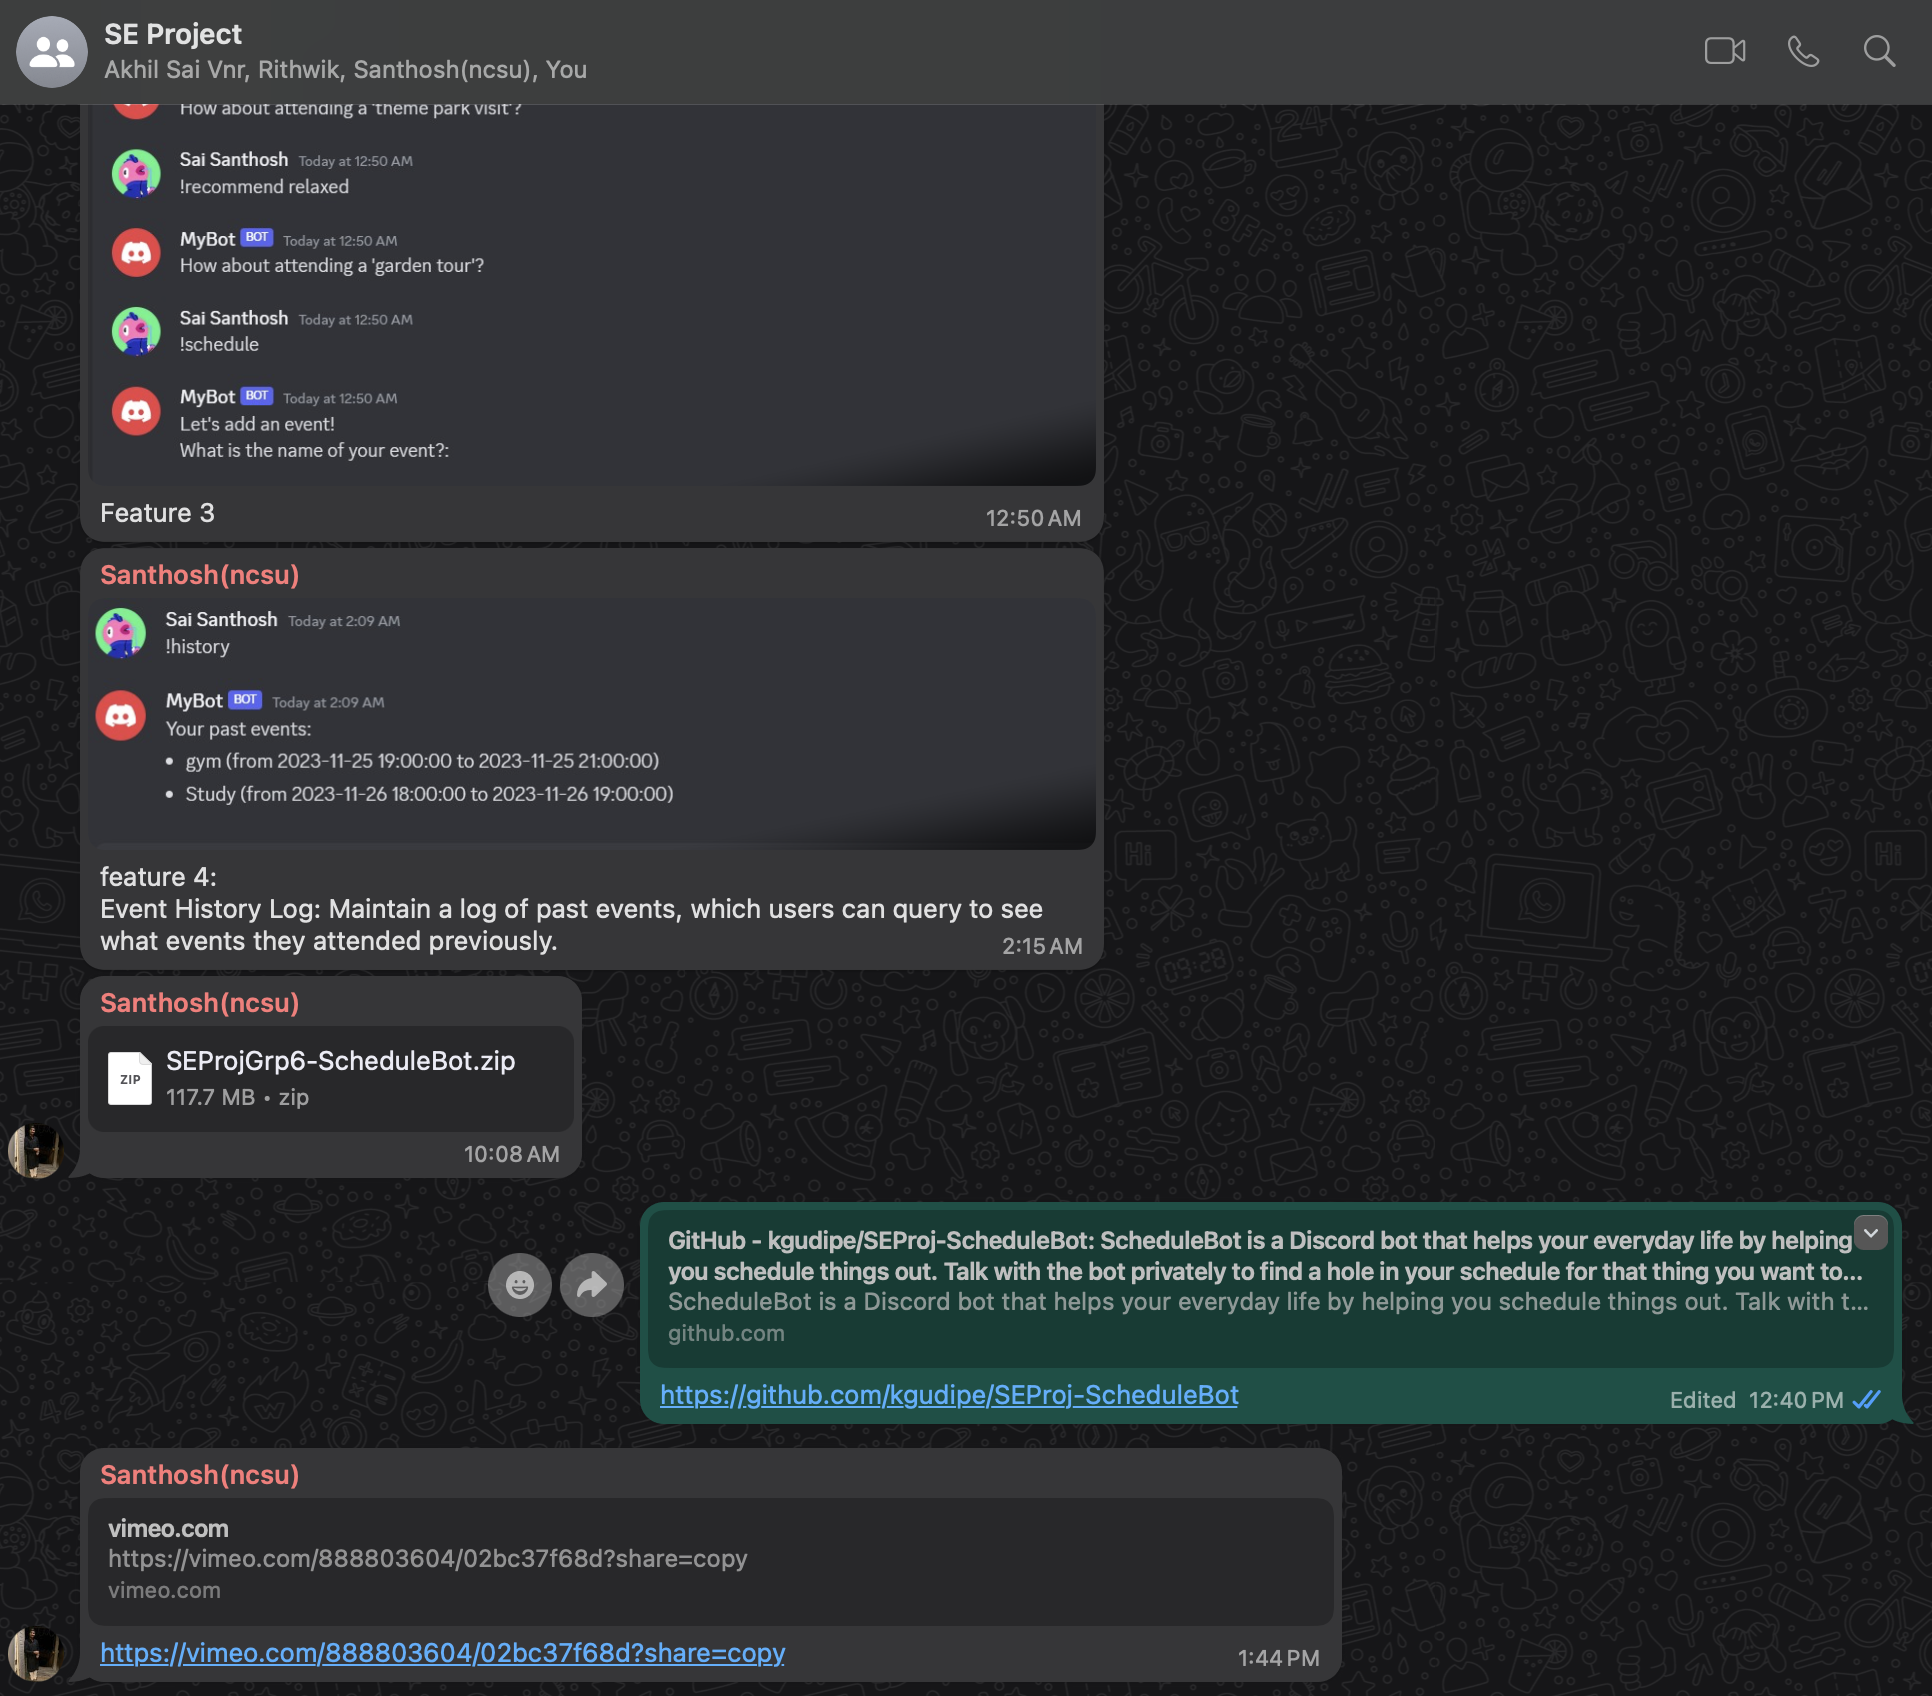 SE Project
Akhil Sai Vnr, Rithwik, Santhosh(ncsu), You
How about attending a 'theme park visit'?
Sai Santhosh Today at 12:50 AM
!recommend relaxed
MyBot BOT Today at 12:50 AM
How about attending a 'garden tour'?
Sai Santhosh Today at 12:50 AM
!schedule
MyBot BOT Today at 12:50 AM
Let's add an event!
What is the name of your event?:
Feature 3
12:50 AM
Santhosh(ncsu)
Sai Santhosh Today at 2:09 AM
!history
MyBot BOT Today at 2:09 AM
Your past events:
• gym (from 2023-11-25 19:00:00 to 2023-11-25 21:00:00)
• Study (from 2023-11-26 18:00:00 to 2023-11-26 19:00:00)
feature 4:
Event History Log: Maintain a log of past events, which users can query to see
what events they attended previously.
2:15 AM
Santhosh(ncsu)
ZIP
SEProjGrp6-ScheduleBot.zip
117.7 MB • zip
10:08 AM
GitHub - kgudipe/SEProj-ScheduleBot: ScheduleBot is a Discord bot that helps your everyday life by helping
you schedule things out. Talk with the bot privately to find a hole in your schedule for that thing you want to...
ScheduleBot is a Discord bot that helps your everyday life by helping you schedule things out. Talk with t...
github.com
https://github.com/kgudipe/SEProj-ScheduleBot
Edited 12:40 PM
Santhosh(ncsu)
vimeo.com
https://vimeo.com/888803604/02bc37f68d?share=copy
vimeo.com
https://vimeo.com/888803604/02bc37f68d?share=copy
1:44 PM